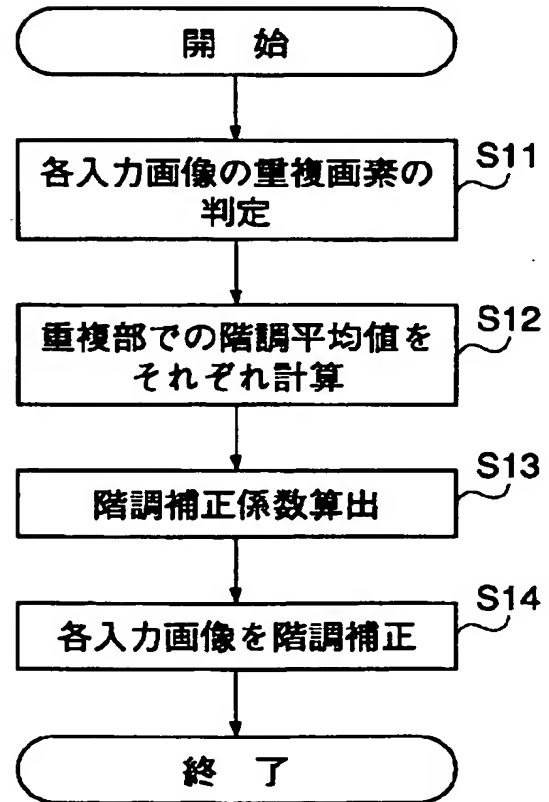 開 始
各入力画像の重複画素の
判定
S11
重複部での階調平均値を
それぞれ計算
S12
階調補正係数算出
S13
各入力画像を階調補正
S14
終 了